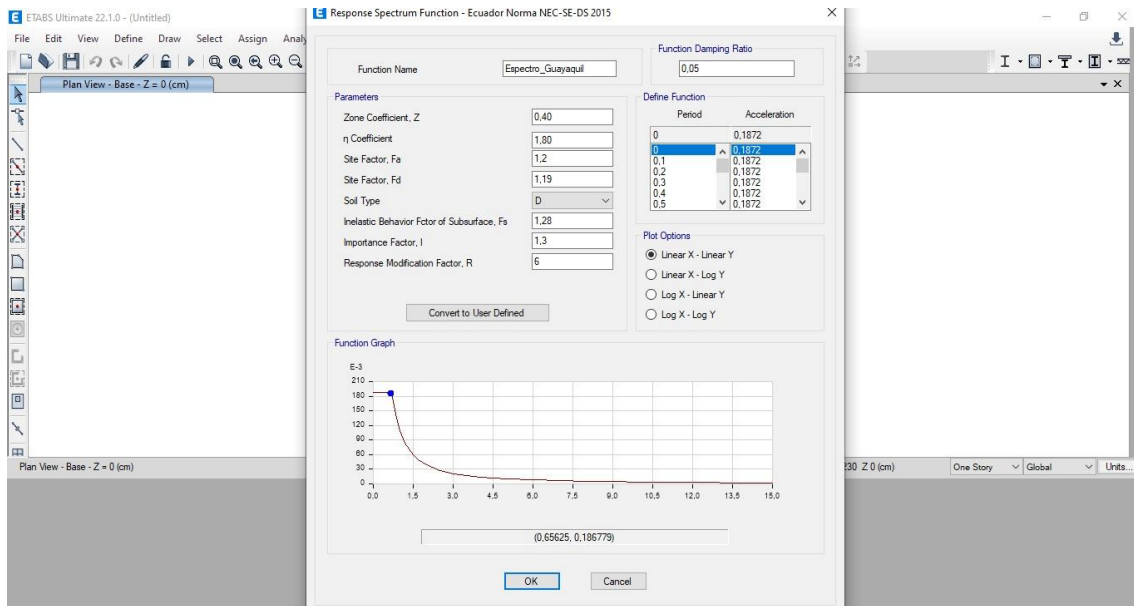 ETABS Ultimate 22.1.0 - (Untitled)
File Edit View Define Draw Select Assign Analy
Plan View - Base - Z = 0 (cm)
Response Spectrum Function - Ecuador Norma NEC-SE-DS 2015
Function Name Espectro_Guayaquil
Function Damping Ratio
0,05
Parameters
Zone Coefficient, Z 0,40
η Coefficient 1,80
Site Factor, Fa 1,2
Site Factor, Fd 1,19
Soil Type D
Inelastic Behavior Fctor of Subsurface, Fs 1,28
Importance Factor, I 1,3
Response Modification Factor, R 6
Convert to User Defined
Define Function
Period Acceleration
0 0,1872
0 0,1872
0,1 0,1872
0,2 0,1872
0,3 0,1872
0,4 0,1872
0,5 0,1872
Plot Options
Linear X - Linear Y
Linear X - Log Y
Log X - Linear Y
Log X - Log Y
Function Graph
E-3
210
180
150
120
90
60
30
0
0,0 1,5 3,0 4,5 6,0 7,5 9,0 10,5 12,0 13,5 15,0
(0,65625, 0,186779)
OK Cancel
Plan View - Base - Z = 0 (cm)
230 Z 0 (cm) One Story Global Units...